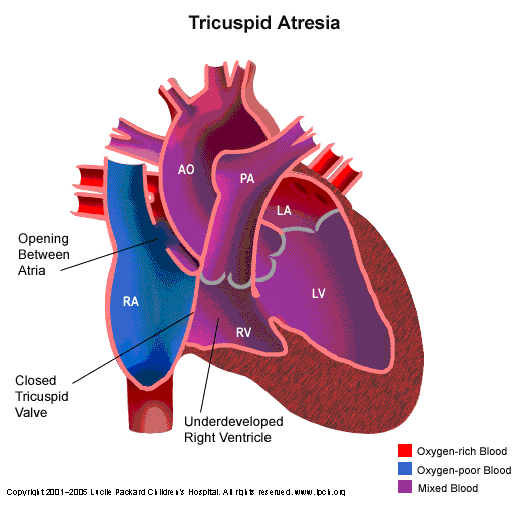 Tricuspid Atresia
AO
PA
LA
Opening
Between
Atria
RA
LV
RV
Closed
Tricuspid
Valve
Underdeveloped
Right Ventricle
Oxygen-rich Blood
Oxygen-poor Blood
Mixed Blood
Copyright 2001-2005 Lucile Packard Children's Hospital. All rights reserved. www.lpch.org